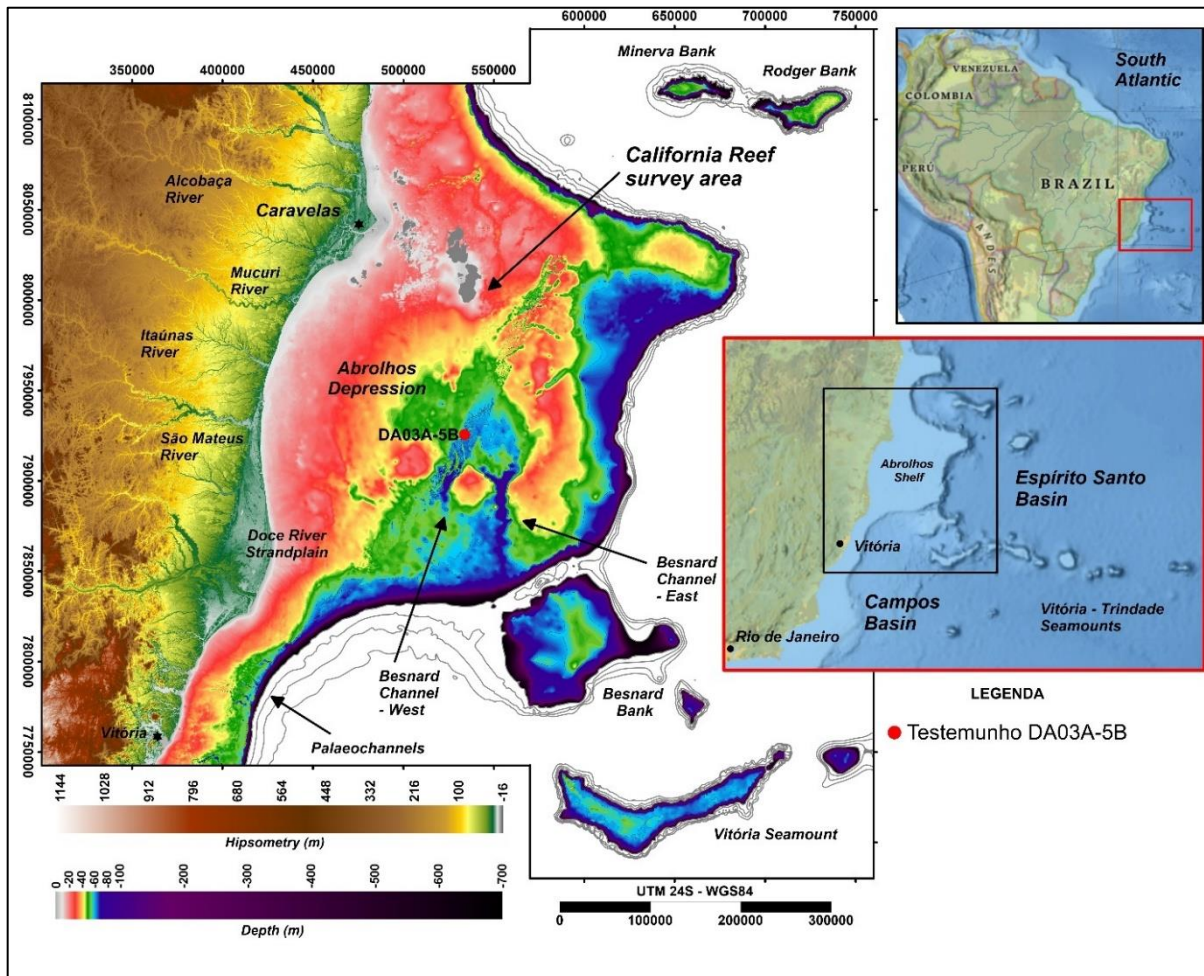 600000 650000 700000 750000
350000 400000 450000 500000 550000
8100000
8050000
8000000
7950000
7900000
7850000
7800000
7750000
Minerva Bank
Rodger Bank
California Reef
survey area
Alcobaça
River
Caravelas
Mucuri
River
Itaúnas
River
Abrolhos
Depression
DA03A-5B
São Mateus
River
Doce River
Strandplain
Besnard
Channel
- East
Besnard
Channel
- West
Besnard
Bank
Palaeochannels
Vitória
Vitória Seamount
1144 1028 912 796 680 564 448 332 216 100 -16
Hipsometry (m)
0 -20 -40 -60 -80 -100 -200 -300 -400 -500 -600 -700
Depth (m)
UTM 24S - WGS84
0 100000 200000 300000
South
Atlantic
VENEZUELA
COLOMBIA
PERU
BRAZIL
ANDES
Abrolhos
Shelf
Espírito Santo
Basin
Vitória
Campos
Basin
Vitória - Trindade
Seamounts
Rio de Janeiro
LEGENDA
Testemunho DA03A-5B